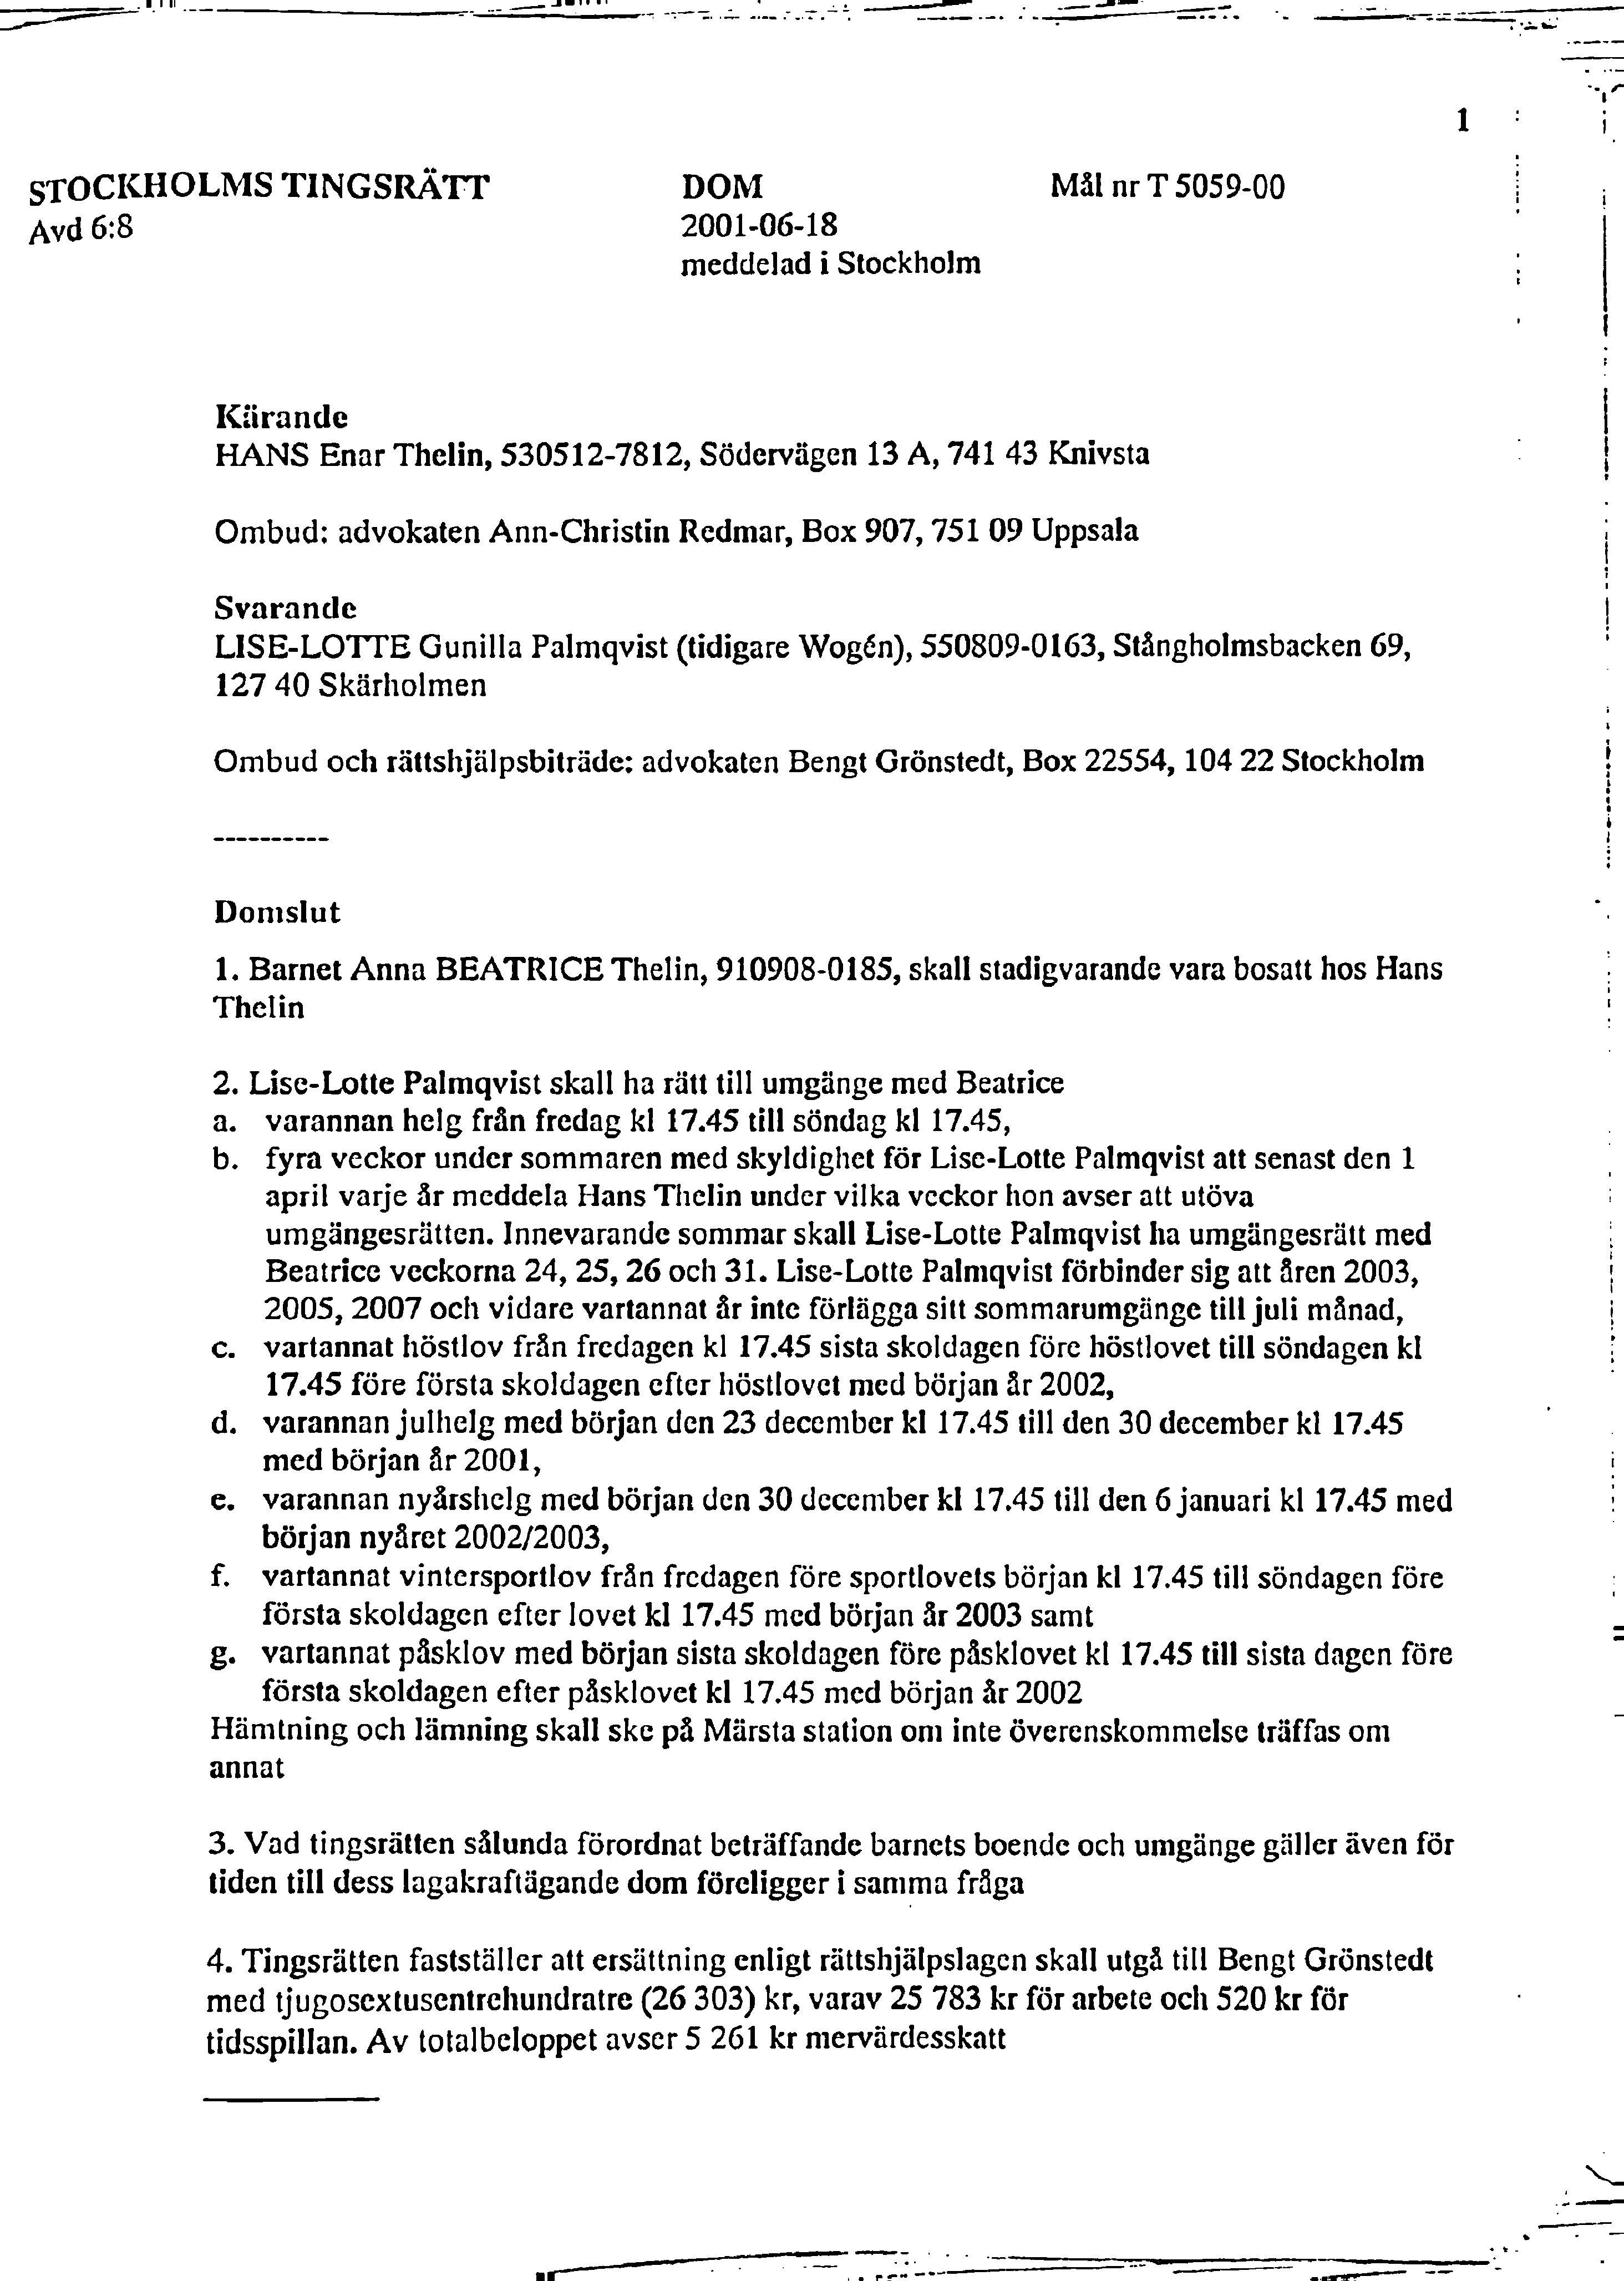 1
STOCKHOLMS TINGSRÄTT DOM Mål nr T 5059-00
Avd 6:8 2001-06-18
meddelad i Stockholm
Kärande
HANS Enar Thelin, 530512-7812, Södervägen 13 A, 741 43 Knivsta
Ombud: advokaten Ann-Christin Redmar, Box 907, 751 09 Uppsala
Svarande
LISE-LOTTE Gunilla Palmqvist (tidigare Wogén), 550809-0163, Stångholmsbacken 69,
127 40 Skärholmen
Ombud och rättshjälpsbiträde: advokaten Bengt Grönstedt, Box 22554, 104 22 Stockholm
----------
Domslut
1. Barnet Anna BEATRICE Thelin, 910908-0185, skall stadigvarande vara bosatt hos Hans
Thelin
2. Lise-Lotte Palmqvist skall ha rätt till umgänge med Beatrice
a. varannan helg från fredag kl 17.45 till söndag kl 17.45,
b. fyra veckor under sommaren med skyldighet för Lise-Lotte Palmqvist att senast den 1
april varje år meddela Hans Thelin under vilka veckor hon avser att utöva
umgängesrätten. Innevarande sommar skall Lise-Lotte Palmqvist ha umgängesrätt med
Beatrice veckorna 24, 25, 26 och 31. Lise-Lotte Palmqvist förbinder sig att åren 2003,
2005, 2007 och vidare vartannat år inte förlägga sitt sommarumgänge till juli månad,
c. vartannat höstlov från fredagen kl 17.45 sista skoldagen före höstlovet till söndagen kl
17.45 före första skoldagen efter höstlovet med början år 2002,
d. varannan julhelg med början den 23 december kl 17.45 till den 30 december kl 17.45
med början år 2001,
e. varannan nyårshelg med början den 30 december kl 17.45 till den 6 januari kl 17.45 med
början nyåret 2002/2003,
f. vartannat vintersportlov från fredagen före sportlovets början kl 17.45 till söndagen före
första skoldagen efter lovet kl 17.45 med början år 2003 samt
g. vartannat påsklov med början sista skoldagen före påsklovet kl 17.45 till sista dagen före
första skoldagen efter påsklovet kl 17.45 med början år 2002
Hämtning och lämning skall ske på Märsta station om inte överenskommelse träffas om
annat
3. Vad tingsrätten sålunda förordnat beträffande barnets boende och umgänge gäller även för
tiden till dess lagakraftägande dom föreligger i samma fråga
4. Tingsrätten fastställer att ersättning enligt rättshjälpslagen skall utgå till Bengt Grönstedt
med tjugosextusentrehundratre (26 303) kr, varav 25 783 kr för arbete och 520 kr för
tidsspillan. Av totalbeloppet avser 5 261 kr mervärdesskatt